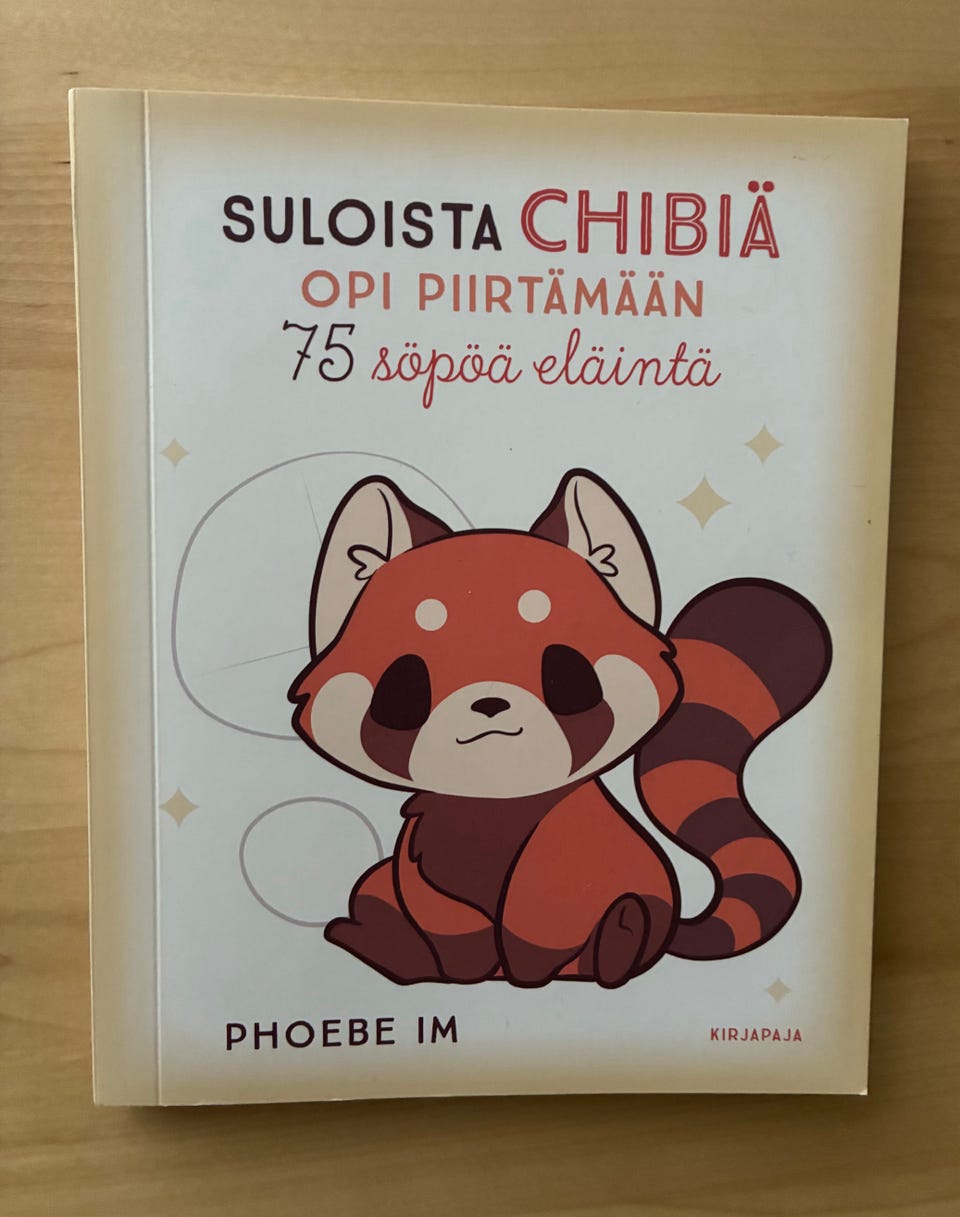 SULOISTA CHIBIÄ
OPI PIIRTÄMÄÄN
75 söpöä eläintä
PHOEBE IM
KIRJAPAJA